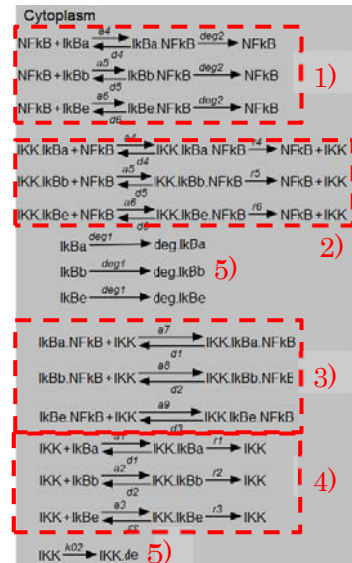 Cytoplasm
NFkB + IkBa a4 d4 IkBa.NFkB deg2 NFkB
NFkB + IkBb a5 d5 IkBb.NFkB deg2 NFkB
NFkB + IkBe a6 d6 IkBe.NFkB deg2 NFkB
1)
IKK.IkBa + NFkB a4 d4 IKK.IkBa.NFkB r4 NFkB + IKK
IKK.IkBb + NFkB a5 d5 IKK.IkBb.NFkB r5 NFkB + IKK
IKK.IkBe + NFkB a6 d6 IKK.IkBe.NFkB r6 NFkB + IKK
2)
IkBa deg1 deg.IkBa
IkBb deg1 deg.IkBb
IkBe deg1 deg.IkBe
5)
IkBa.NFkB + IKK a7 d1 IKK.IkBa.NFkB
IkBb.NFkB + IKK a8 d2 IKK.IkBb.NFkB
IkBe.NFkB + IKK a9 d3 IKK.IkBe.NFkB
3)
IKK + IkBa a1 d1 IKK.IkBa r1 IKK
IKK + IkBb a2 d2 IKK.IkBb r2 IKK
IKK + IkBe a3 IKK.IkBe r3 IKK
4)
IKK k02 IKK.de
5)